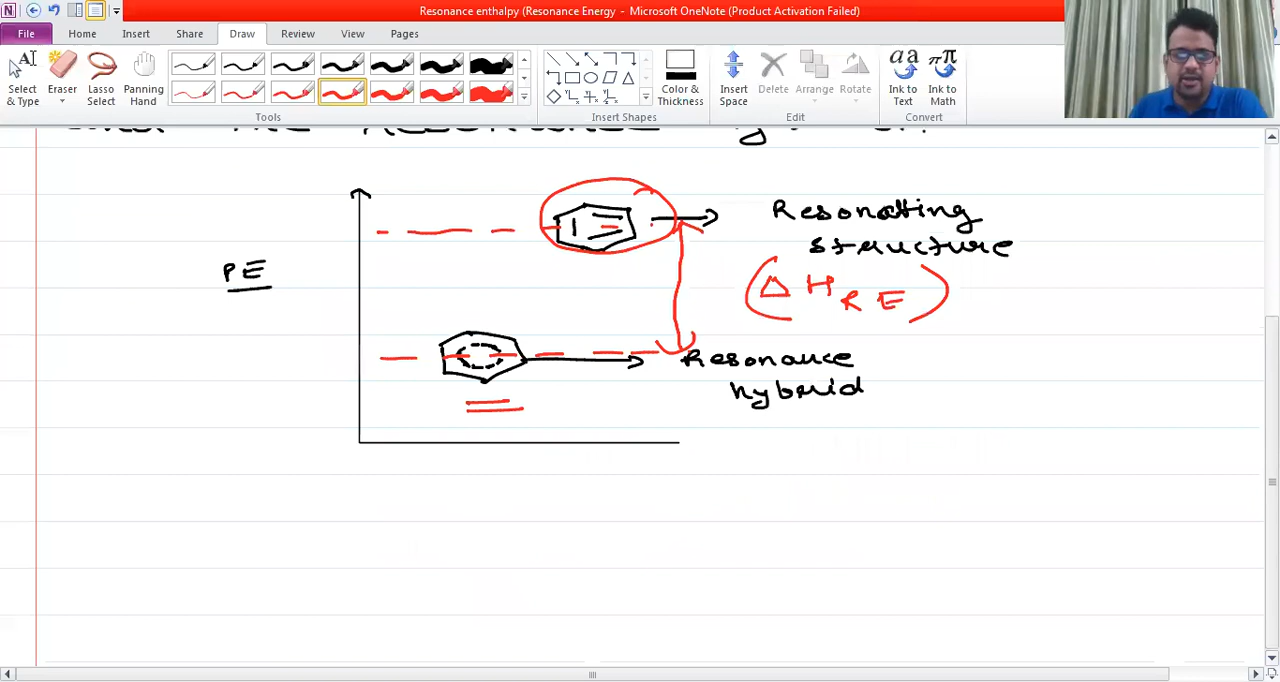 Resonance enthalpy (Resonance Energy - Microsoft OneNote (Product Activation Failed)
File Home Insert Draw Review View Pages
Select & Type
Eraser
Lasso Select
Panning Hand
Color & Thickness
Insert Space
Delete
Arrange
Rotate
Ink to Text
Ink to Math
Tools
Insert Shapes
Edit
Convert
Resonating
structure
PE
(ΔH RE)
Resonance
hybrid